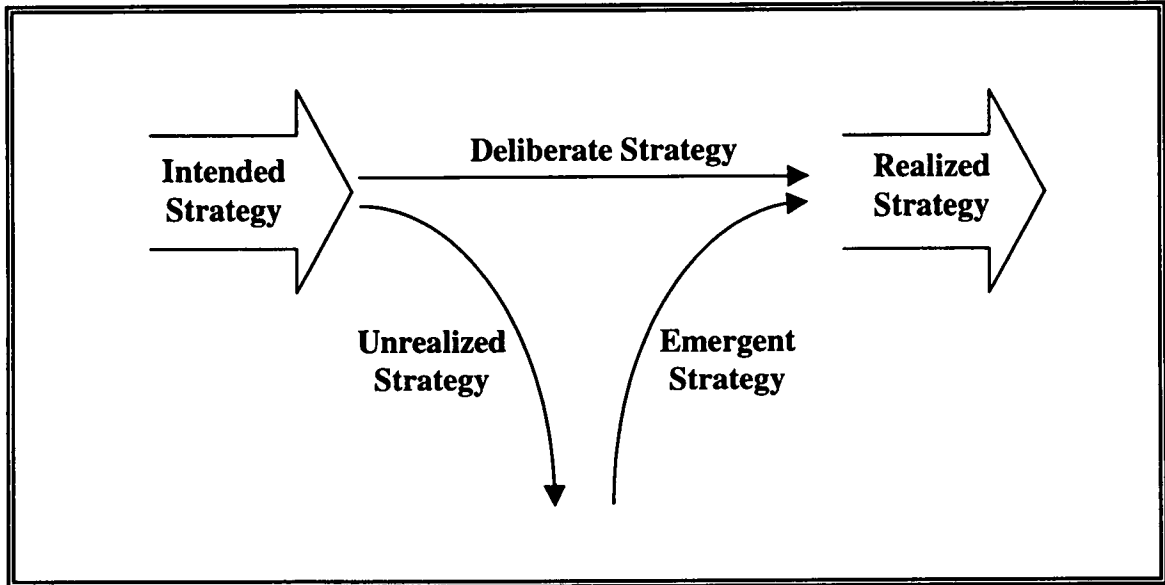 Intended
Strategy
Deliberate Strategy
Realized
Strategy
Unrealized
Strategy
Emergent
Strategy